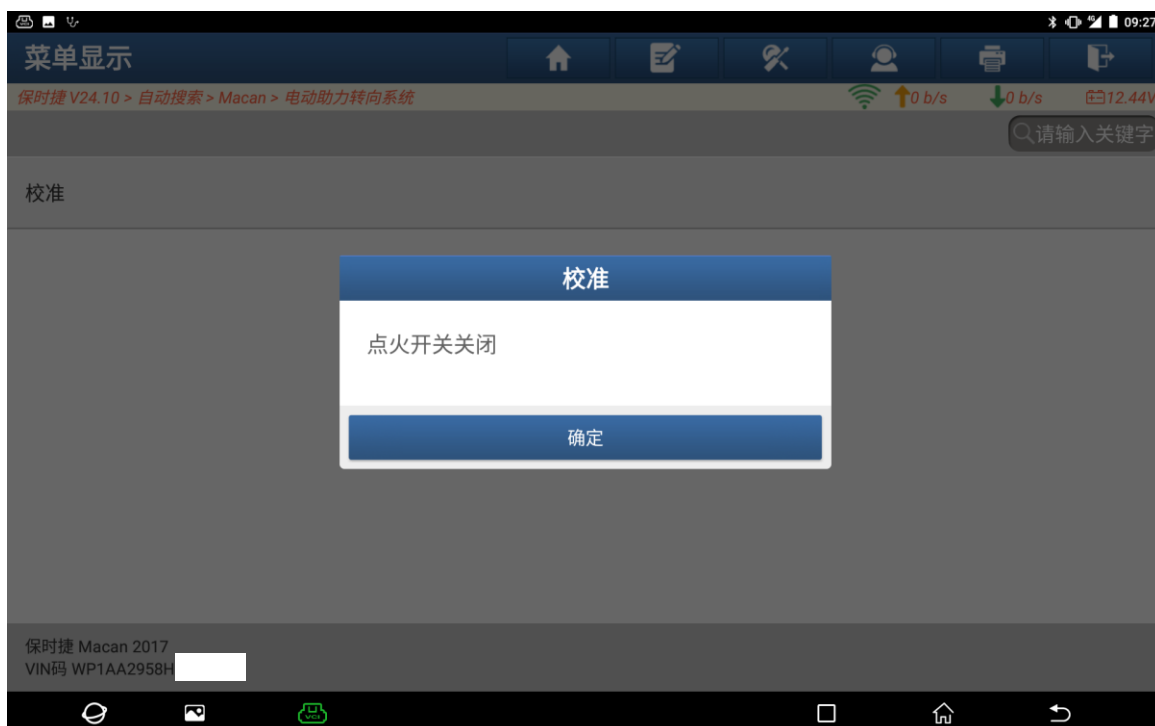 09:27
菜单显示
保时捷 V24.10 > 自动搜索 > Macan > 电动助力转向系统
0 b/s
0 b/s
12.44V
请输入关键字
校准
校准
点火开关关闭
确定
保时捷 Macan 2017
VIN码 WP1AA2958H
VCI